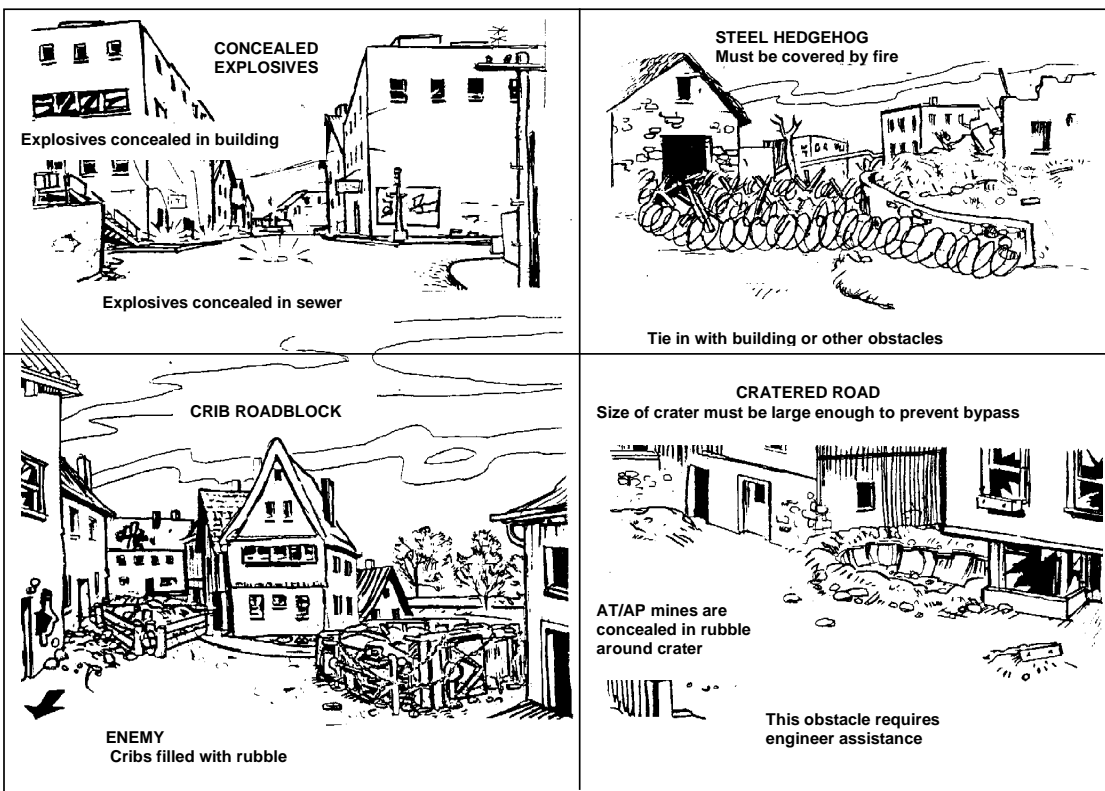 CONCEALED
EXPLOSIVES
Explosives concealed in building
Explosives concealed in sewer
STEEL HEDGEHOG
Must be covered by fire
Tie in with building or other obstacles
CRIB ROADBLOCK
ENEMY
Cribs filled with rubble
CRATERED ROAD
Size of crater must be large enough to prevent bypass
AT/AP mines are
concealed in rubble
around crater
This obstacle requires
engineer assistance